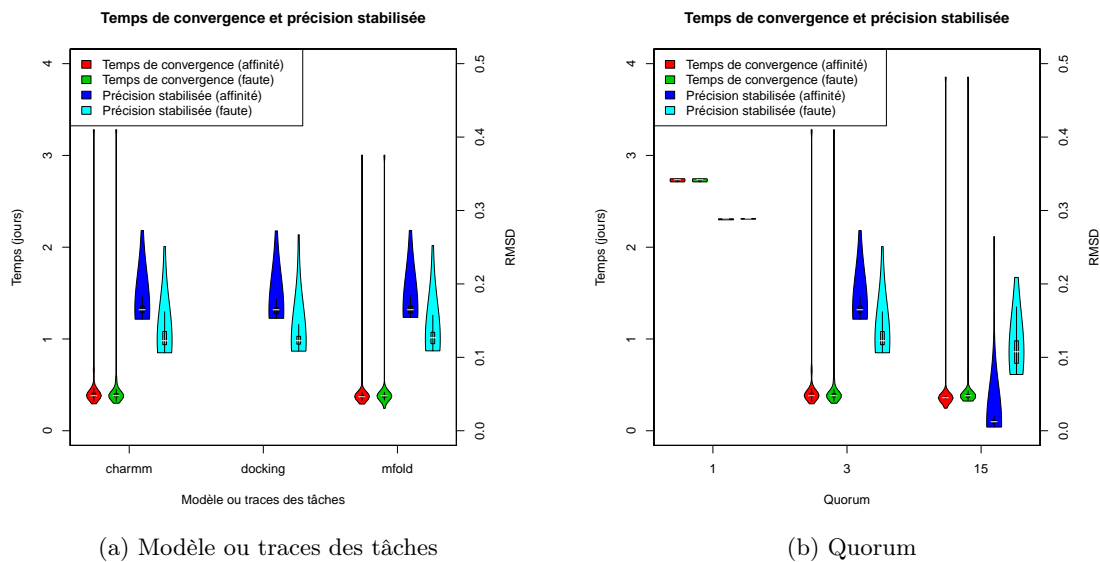 Temps de convergence et précision stabilisée
Temps de convergence (affinité)
Temps de convergence (faute)
Précision stabilisée (affinité)
Précision stabilisée (faute)
4
3
2
1
0
Temps (jours)
0.5
0.4
0.3
0.2
0.1
0.0
RMSD
charmm docking mfold
Modèle ou traces des tâches
(a) Modèle ou traces des tâches
Temps de convergence et précision stabilisée
Temps de convergence (affinité)
Temps de convergence (faute)
Précision stabilisée (affinité)
Précision stabilisée (faute)
4
3
2
1
0
Temps (jours)
0.5
0.4
0.3
0.2
0.1
0.0
RMSD
1 3 15
Quorum
(b) Quorum